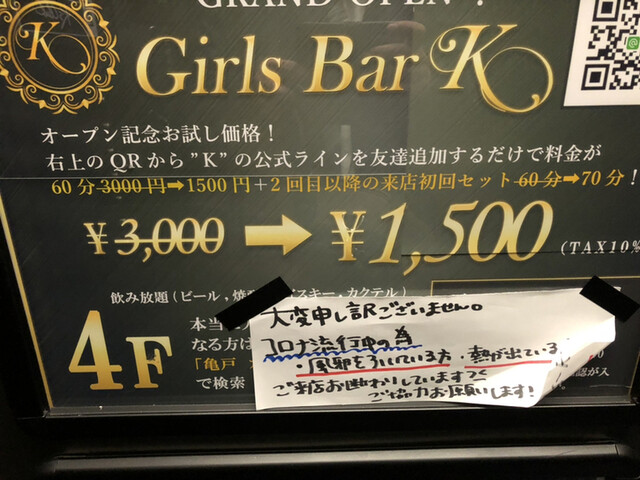 GRAND OPEN
K
Girls Bar K
オープン記念お試し価格！
右上のQRから"K"の公式ラインを友達追加するだけで料金が
60分3000円➡1500円＋2回目以降の来店初回セット60分➡70分！
¥3,000➡¥1,500
(TAX10%
飲み放題(ビール,焼 スキー,カクテル)
4F
本当
なる方は
「亀戸
で検索
大変申し訳ございません。
コロナ流行中の為
・風邪を引いている方・熱が出ている
ご来店お断わりしていますので
ご協力お願いします！
認が入